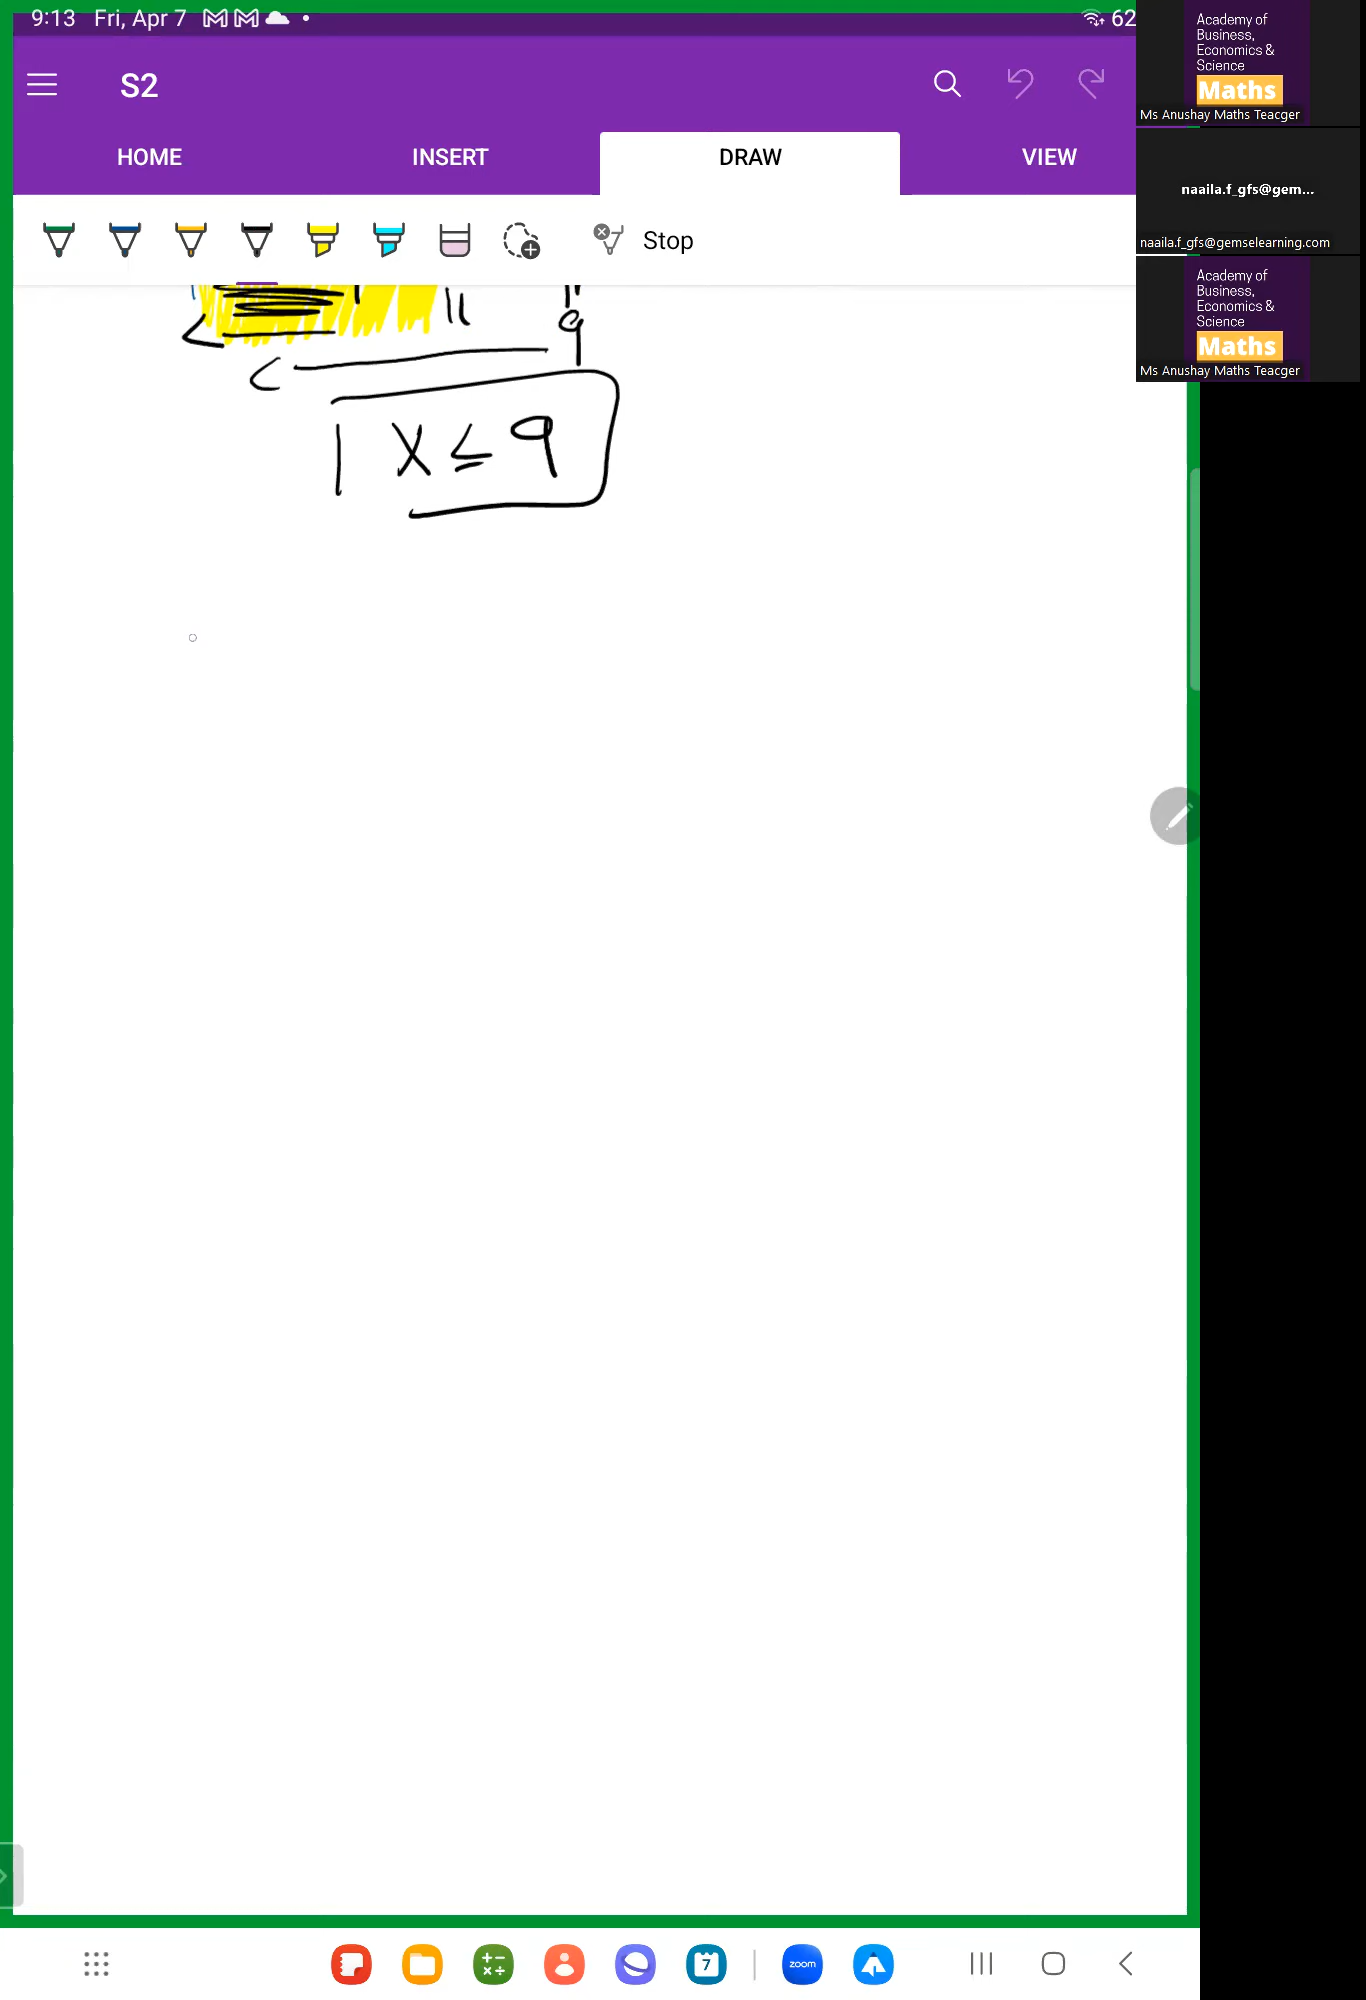 9:13 Fri, Apr 7
62
S2
HOME INSERT DRAW VIEW
Stop
11
9
x ≤ 9
Academy of
Business,
Economics &
Science
Maths
Ms Anushay Maths Teacger
naaila.f_gfs@gem...
naaila.f_gfs@gemselearning.com
Academy of
Business,
Economics &
Science
Maths
Ms Anushay Maths Teacger
7
zoom